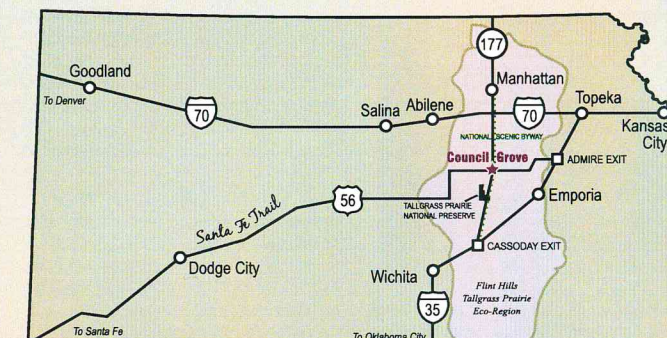 177
Goodland
Manhattan
To Denver
70
Salina
Abilene
70
Topeka
Kansas
City
NATIONAL SCENIC BYWAY
Council Grove
ADMIRE EXIT
56
TALLGRASS PRAIRIE
NATIONAL PRESERVE
Emporia
Santa Fe Trail
CASSODAY EXIT
Dodge City
Wichita
Flint Hills
Tallgrass Prairie
Eco-Region
35
To Santa Fe
To Oklahoma City